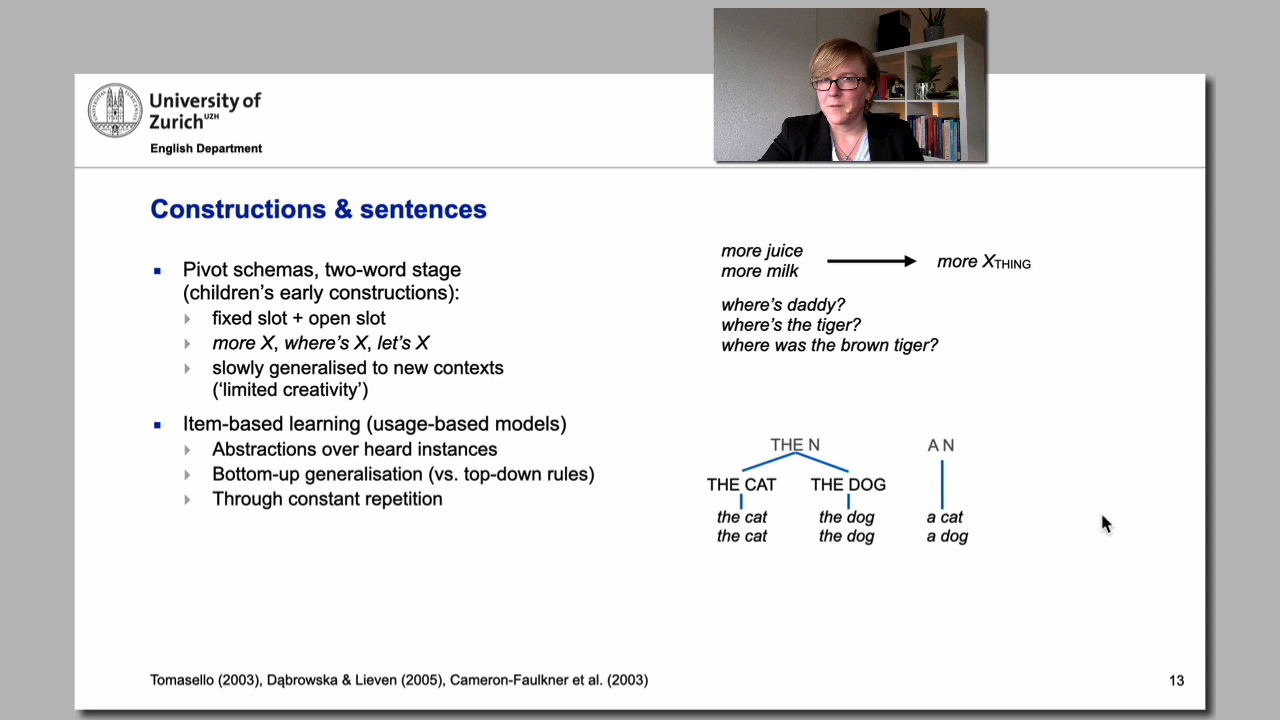 University of
Zurich UZH
English Department
Constructions & sentences
Pivot schemas, two-word stage
(children's early constructions):
fixed slot + open slot
more X, where's X, let's X
slowly generalised to new contexts
('limited creativity')
Item-based learning (usage-based models)
Abstractions over heard instances
Bottom-up generalisation (vs. top-down rules)
Through constant repetition
more juice
more milk
more XTHING
where's daddy?
where's the tiger?
where was the brown tiger?
THE N
A N
THE CAT THE DOG
the cat the dog a cat
the cat the dog a dog
Tomasello (2003), Dąbrowska & Lieven (2005), Cameron-Faulkner et al. (2003)
13